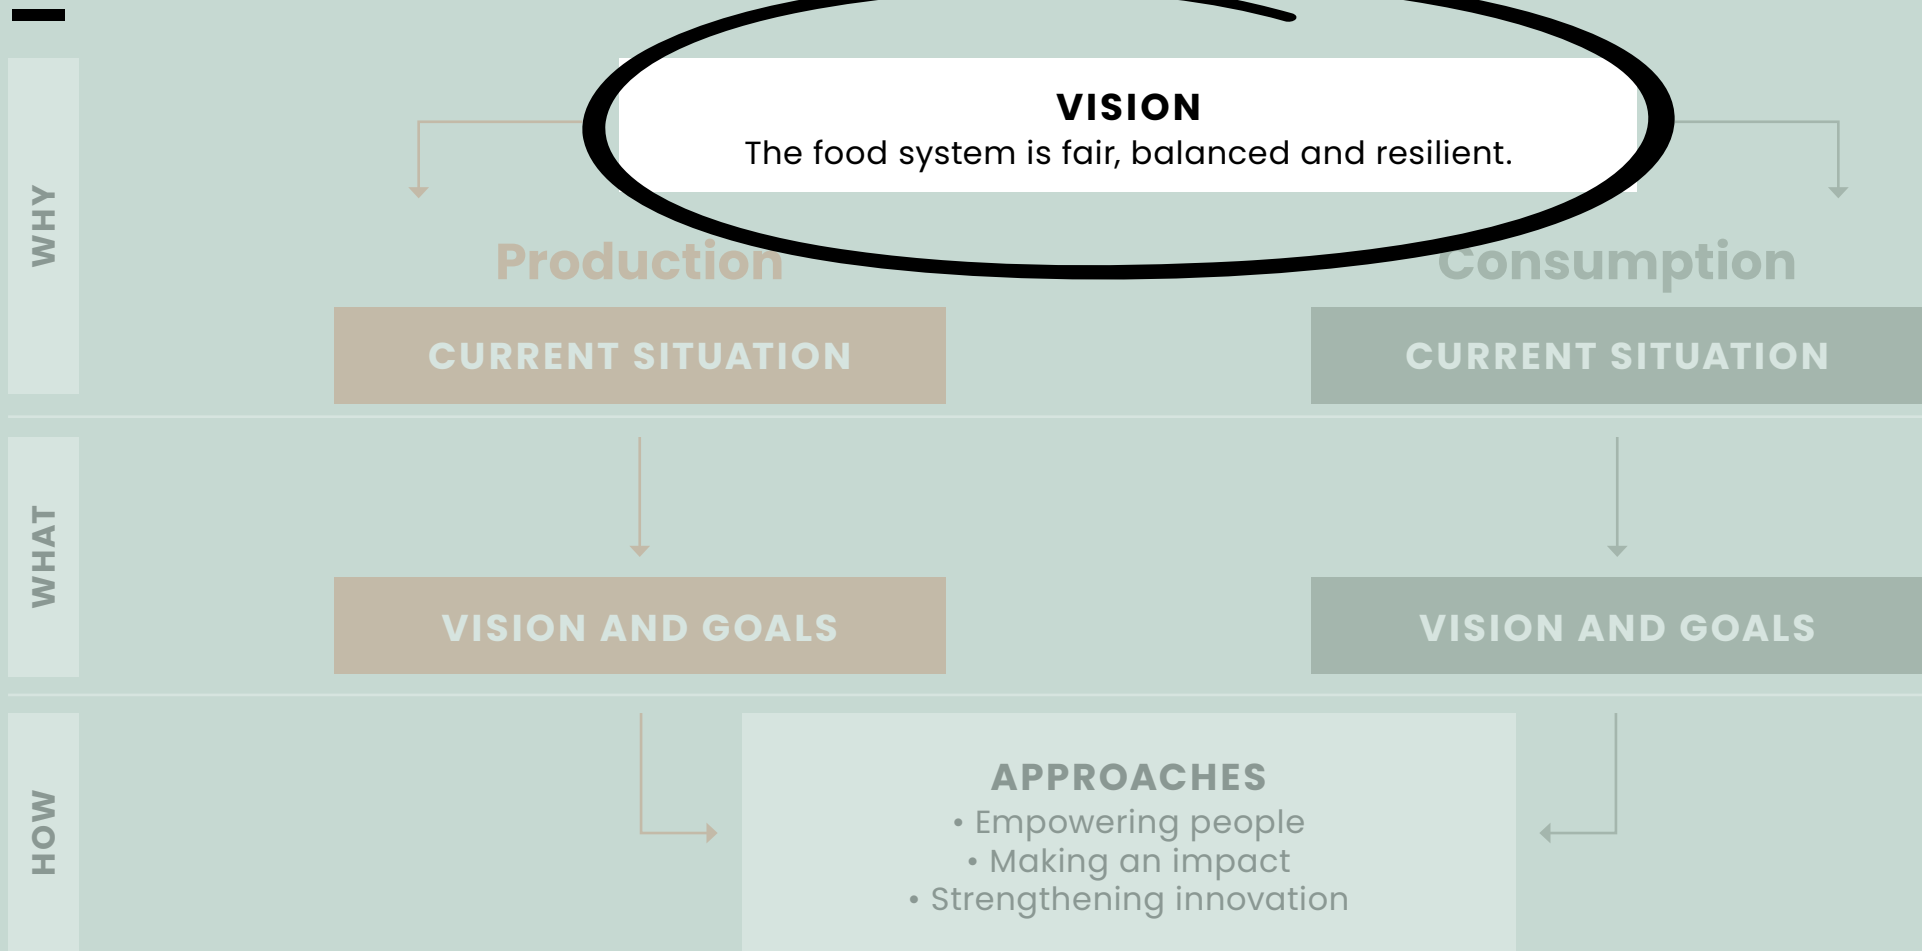 WHY
VISION
The food system is fair, balanced and resilient.
Production
Consumption
CURRENT SITUATION
CURRENT SITUATION
WHAT
VISION AND GOALS
VISION AND GOALS
HOW
APPROACHES
• Empowering people
• Making an impact
• Strengthening innovation